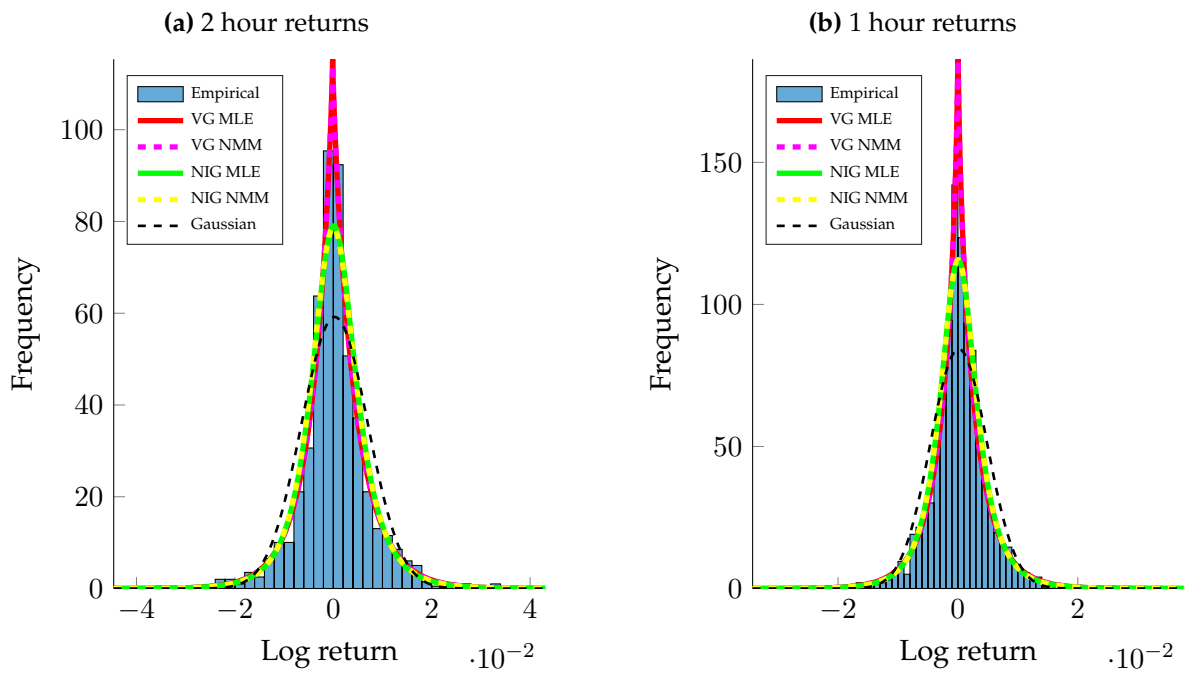 (a) 2 hour returns
Empirical
VG MLE
VG NMM
NIG MLE
NIG NMM
Gaussian
100
80
60
40
20
0
Frequency
−4
−2
0
2
4
Log return
·10−2
(b) 1 hour returns
Empirical
VG MLE
VG NMM
NIG MLE
NIG NMM
Gaussian
150
100
50
0
Frequency
−2
0
2
Log return
·10−2